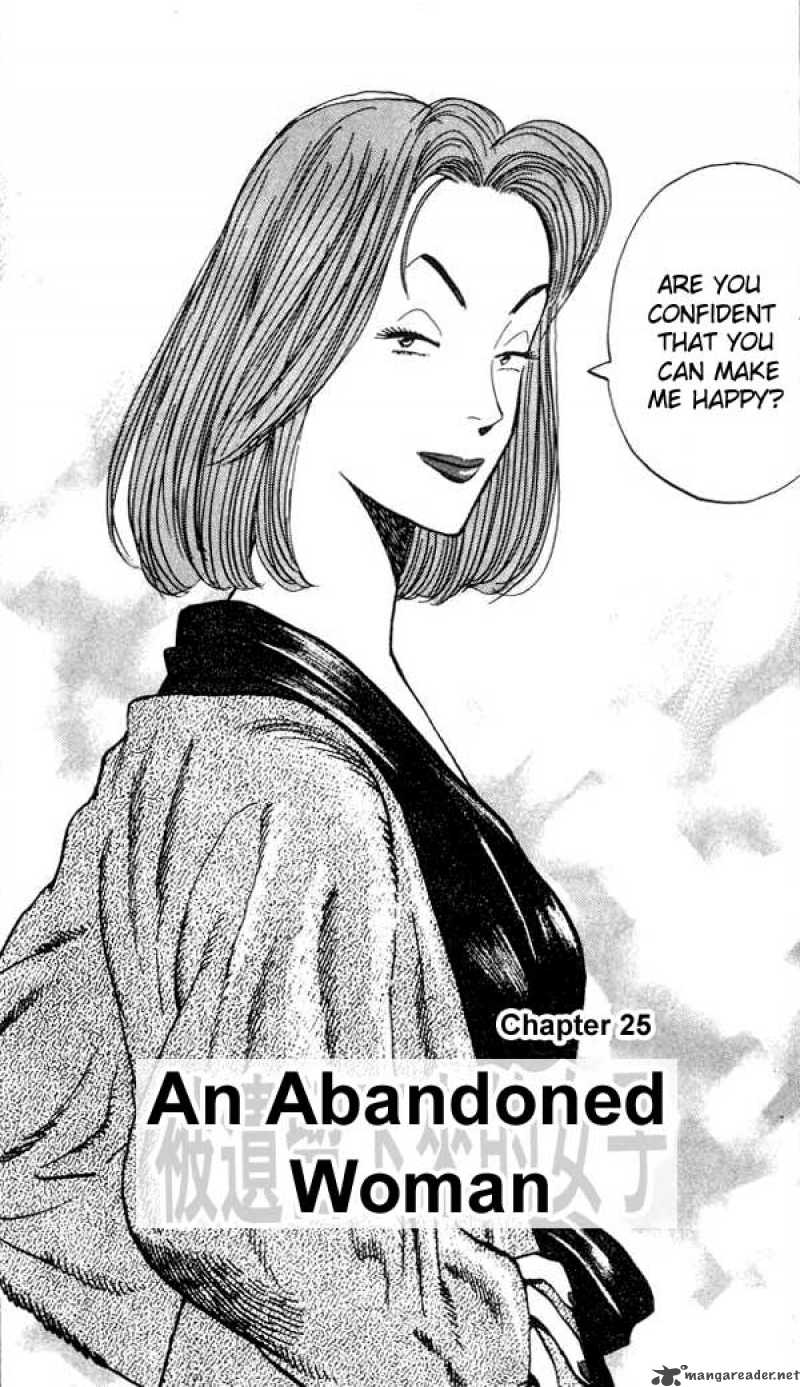 ARE YOU
CONFIDENT
THAT YOU
CAN MAKE
ME HAPPY?
Chapter 25
An Abandoned
Woman
mangareader.net